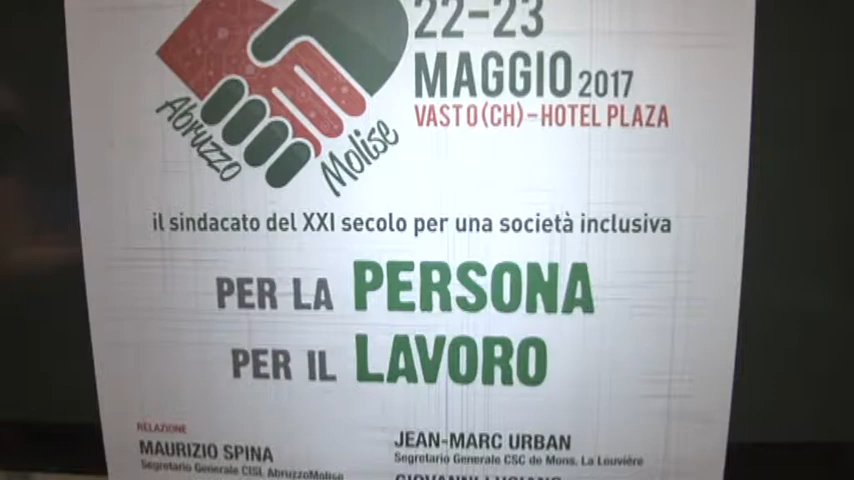 22-23
MAGGIO 2017
VASTO(CH)-HOTEL PLAZA
Abruzzo
Molise
il sindacato del XXI secolo per una società inclusiva
PER LA PERSONA
PER IL LAVORO
RELAZIONE
MAURIZIO SPINA
Segretario Generale CISL AbruzzoMolise
JEAN-MARC URBAN
Segretario Generale CSC de Mons, La Louvière
GIOVANNI LUCIANO